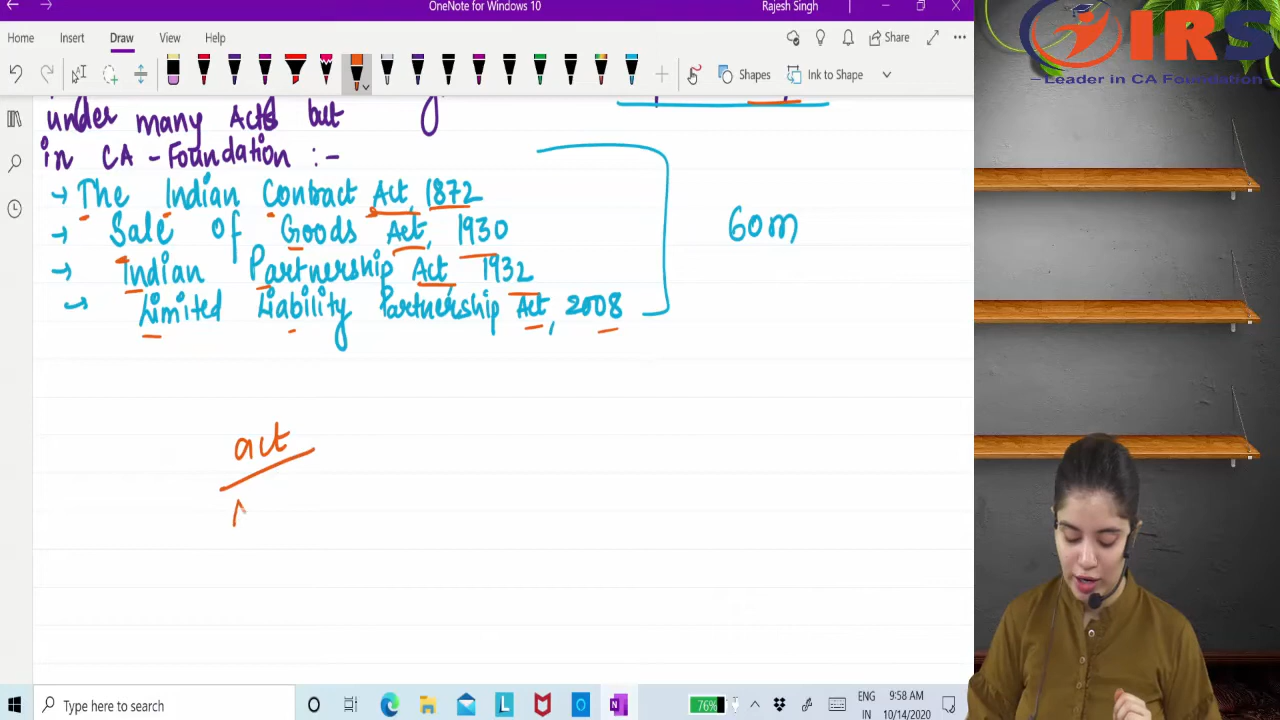 OneNote for Windows 10
Rajesh Singh
Home Insert Draw View Help
Share
Shapes
Ink to Shape
IRS
Leader in CA Foundation
under many Acts but
in CA - Foundation :-
→ The Indian Contract Act, 1872
→ Sale of Goods Act, 1930
→ Indian Partnership Act, 1932
→ Limited Liability Partnership Act, 2008
60m
act
Type here to search
76%
ENG
IN
9:58 AM
10/14/2020